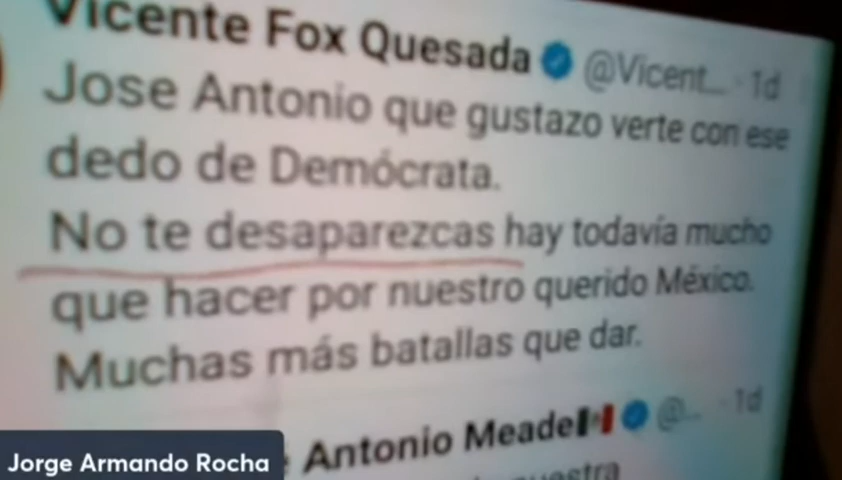 Vicente Fox Quesada @Vicent... · 1d
Jose Antonio que gustazo verte con ese
dedo de Demócrata.
No te desaparezcas hay todavía mucho
que hacer por nuestro querido México.
Muchas más batallas que dar.
Antonio Meade @... · 1d
Jorge Armando Rocha